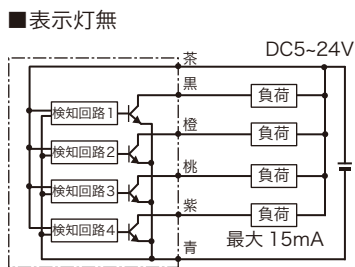 ■表示灯無
DC5~24V
茶
黒
検知回路1
負荷
橙
検知回路2
負荷
桃
検知回路3
負荷
紫
検知回路4
負荷
最大 15mA
青